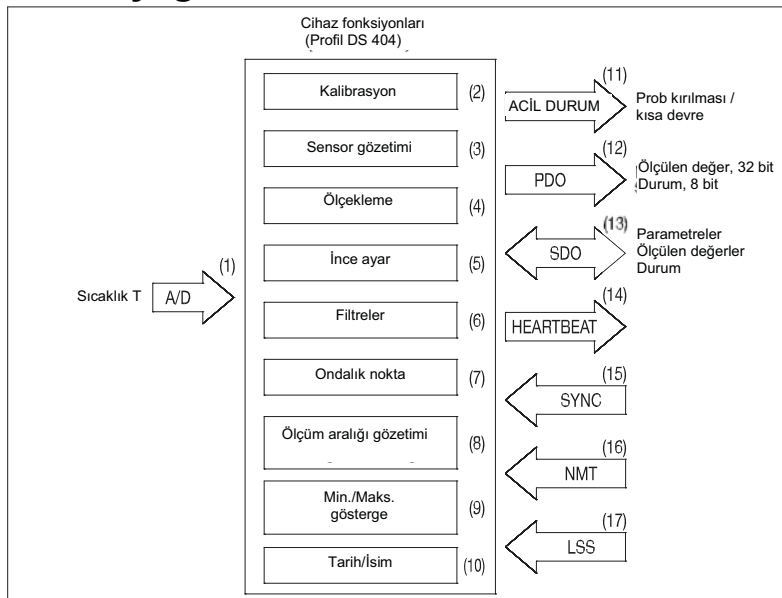 Cihaz fonksiyonları
(Profil DS 404)
Kalibrasyon
(2)
Sensor gözetimi
(3)
Ölçekleme
(4)
İnce ayar
(5)
Filtreler
(6)
Ondalık nokta
(7)
Ölçüm aralığı gözetimi
(8)
Min./Maks.
gösterge
(9)
Tarih/İsim
(10)
(1)
Sıcaklık T
A/D
(11)
ACİL DURUM
Prob kırılması /
kısa devre
(12)
PDO
Ölçülen değer, 32 bit
Durum, 8 bit
(13)
SDO
Parametreler
Ölçülen değerler
Durum
(14)
HEARTBEAT
(15)
SYNC
(16)
NMT
(17)
LSS